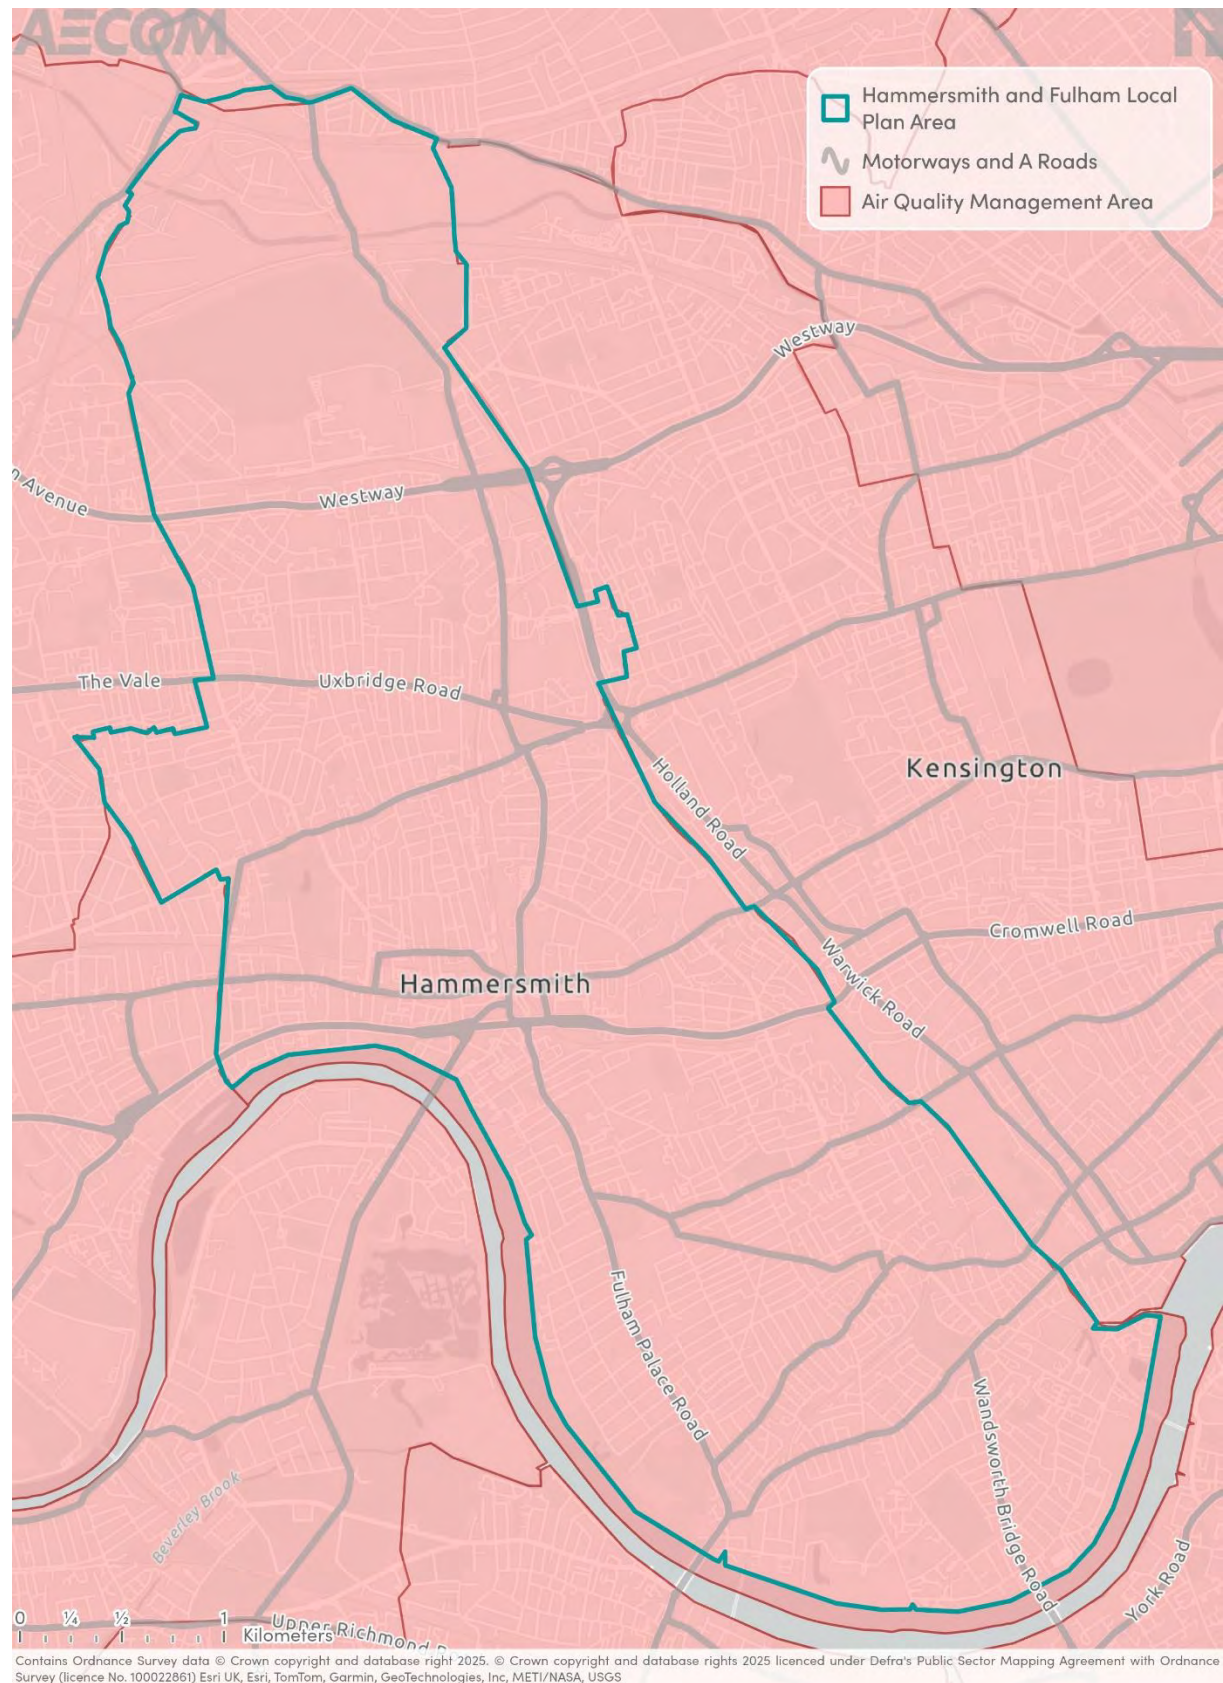 AECOM
N
Hammersmith and Fulham Local
Plan Area
Motorways and A Roads
Air Quality Management Area
Westway
n Avenue
Westway
The Vale
Uxbridge Road
Holland Road
Kensington
Cromwell Road
Warwick Road
Hammersmith
Fulham Palace Road
Wandsworth Bridge Road
Beverley Brook
York Road
0 ¼ ½ 1
Kilometers
Upper Richmond R
Contains Ordnance Survey data © Crown copyright and database right 2025. © Crown copyright and database rights 2025 licenced under Defra's Public Sector Mapping Agreement with Ordnance
Survey (licence No. 100022861) Esri UK, Esri, TomTom, Garmin, GeoTechnologies, Inc, METI/NASA, USGS